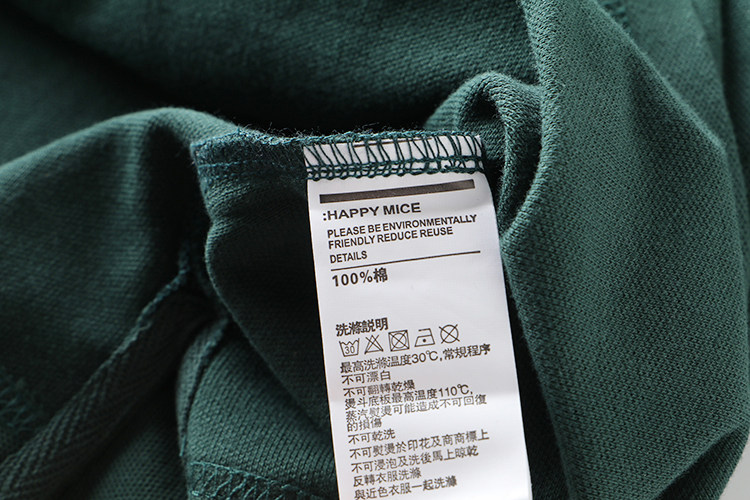 :HAPPY MICE
PLEASE BE ENVIRONMENTALLY
FRIENDLY REDUCE REUSE
DETAILS
100%棉
洗滌説明
30
最高洗滌温度30℃,常規程序
不可漂白
不可翻轉乾燥
熨斗底板最高温度110℃,
蒸汽熨燙可能造成不可回復
的損傷
不可乾洗
不可熨燙於印花及商商標上
不可浸泡及洗後馬上晾乾
反轉衣服洗滌
與近色衣服一起洗滌